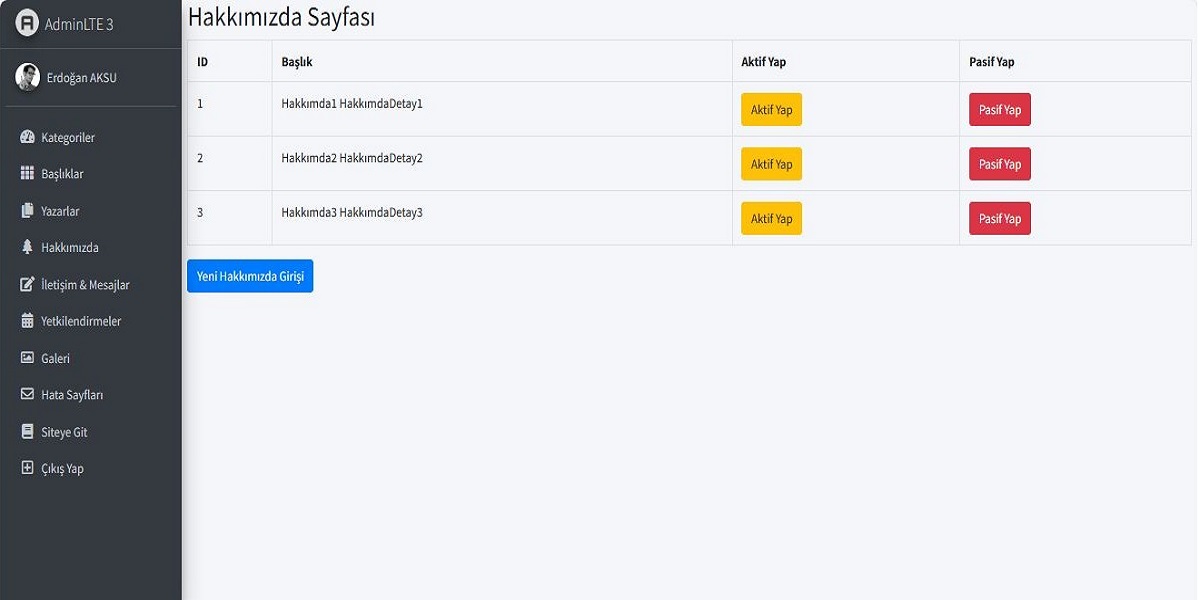 AdminLTE 3
Erdoğan AKSU
Kategoriler
Başlıklar
Yazarlar
Hakkımızda
İletişim & Mesajlar
Yetkilendirmeler
Galeri
Hata Sayfları
Siteye Git
Çıkış Yap
Hakkımızda Sayfası
ID Başlık Aktif Yap Pasif Yap
1 Hakkımda1 HakkımdaDetay1 Aktif Yap Pasif Yap
2 Hakkımda2 HakkımdaDetay2 Aktif Yap Pasif Yap
3 Hakkımda3 HakkımdaDetay3 Aktif Yap Pasif Yap
Yeni Hakkımızda Girişi